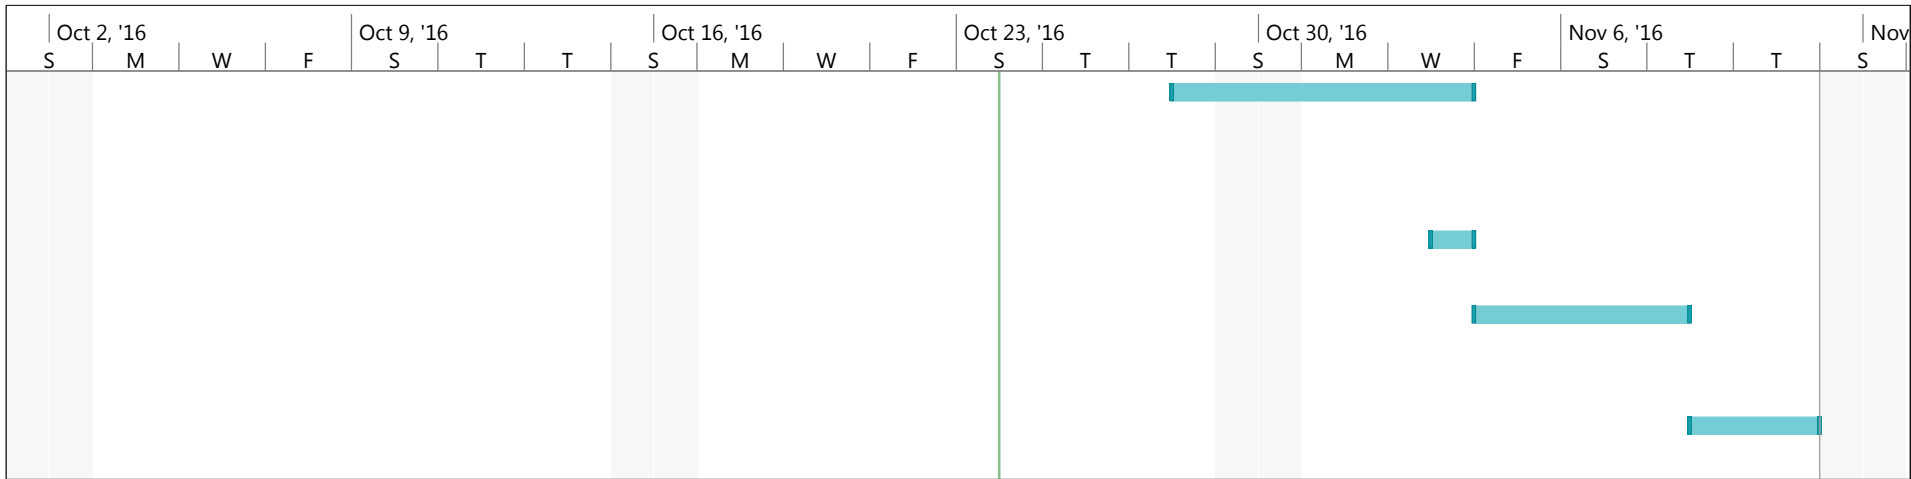 Oct 2, '16 Oct 9, '16 Oct 16, '16 Oct 23, '16 Oct 30, '16 Nov 6, '16 Nov
S M W F S T T S M W F S T T S M W F S T T S